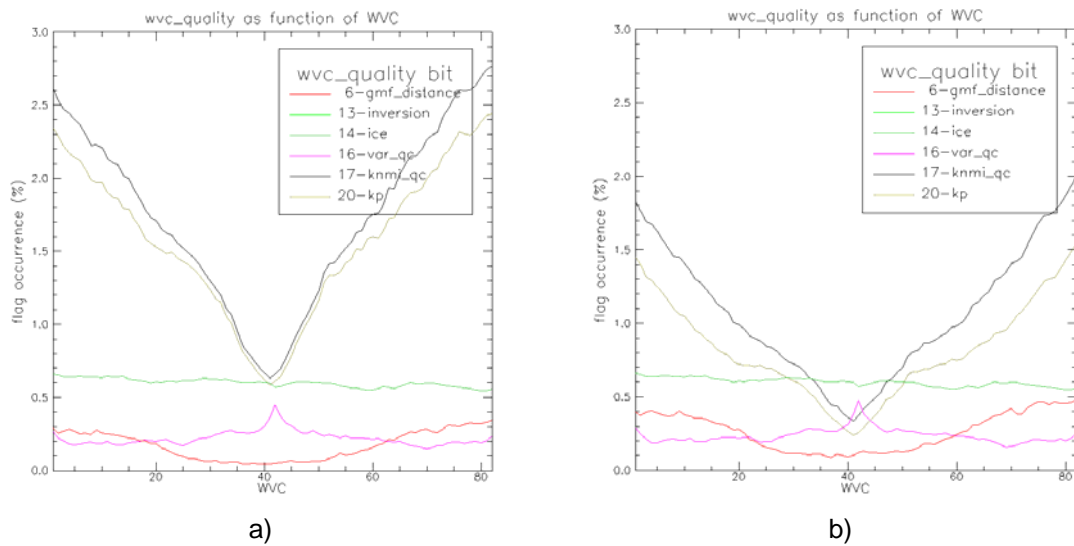 wvc_quality as function of WVC
3.0
2.5
2.0
1.5
1.0
0.5
0.0
flag occurrence (%)
20
40
60
80
WVC
wvc_quality bit
6-gmf_distance
13-inversion
14-ice
16-var_qc
17-knmi_qc
20-kp
a)
wvc_quality as function of WVC
3.0
2.5
2.0
1.5
1.0
0.5
0.0
flag occurrence (%)
20
40
60
80
WVC
wvc_quality bit
6-gmf_distance
13-inversion
14-ice
16-var_qc
17-knmi_qc
20-kp
b)